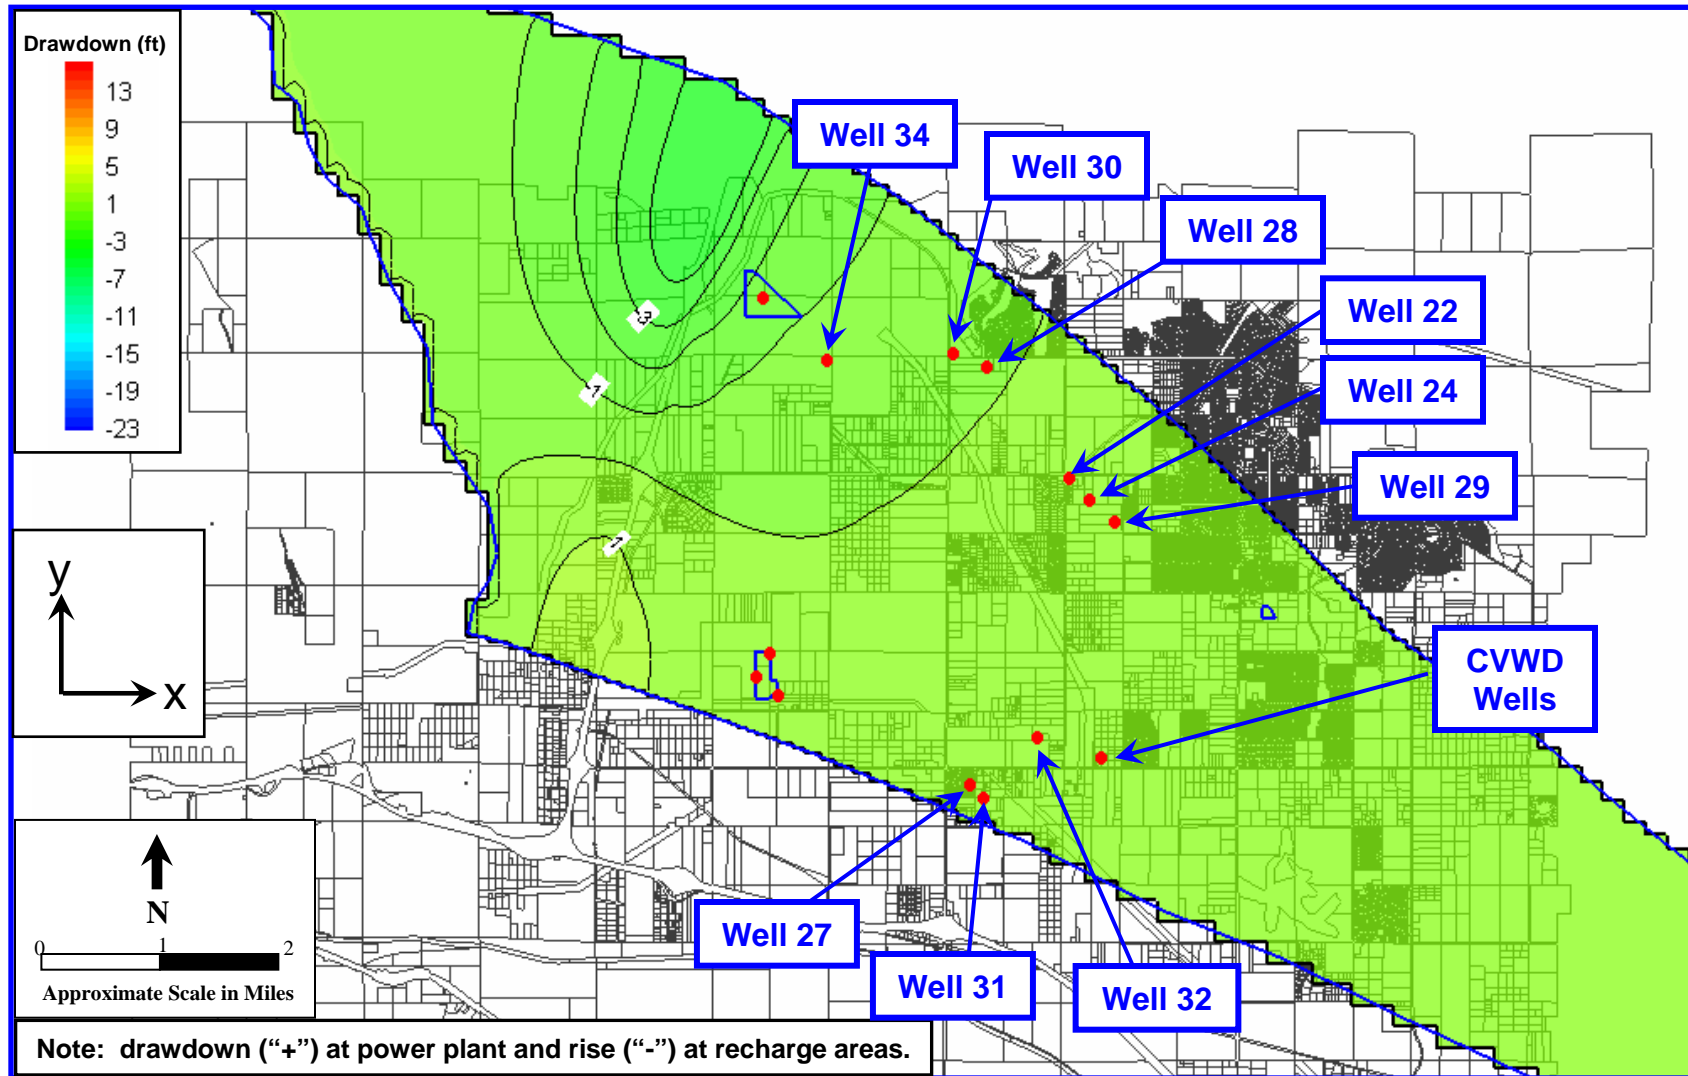 Drawdown (ft)
13
9
5
1
-3
-7
-11
-15
-19
-23
Well 34
Well 30
Well 28
Well 22
Well 24
Well 29
CVWD
Wells
-3
-1
1
y
x
Well 27
Well 31
Well 32
N
0 1 2
Approximate Scale in Miles
Note: drawdown (“+”) at power plant and rise (“-”) at recharge areas.